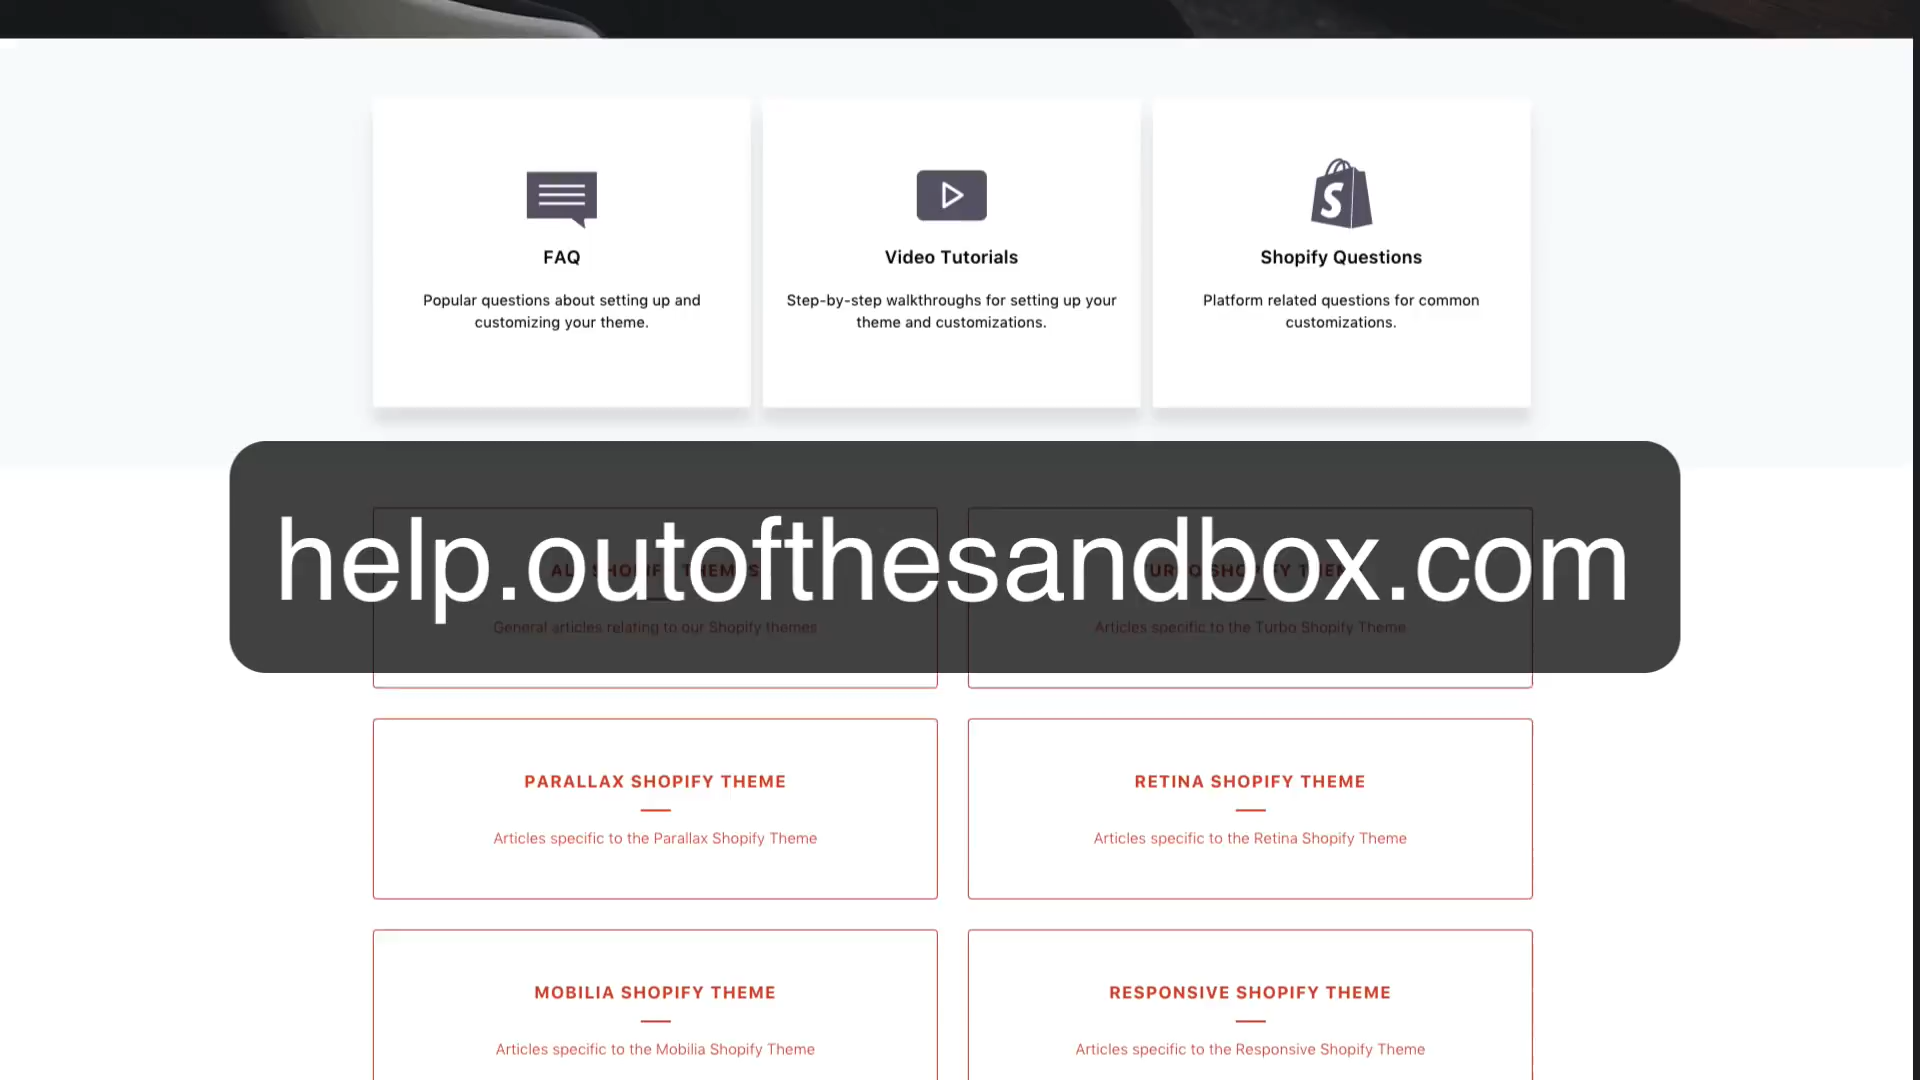 FAQ
Popular questions about setting up and
customizing your theme.
Video Tutorials
Step-by-step walkthroughs for setting up your
theme and customizations.
Shopify Questions
Platform related questions for common
customizations.
help.outofthesandbox.com
General articles relating to our Shopify themes
Articles specific to the Turbo Shopify Theme
PARALLAX SHOPIFY THEME
Articles specific to the Parallax Shopify Theme
RETINA SHOPIFY THEME
Articles specific to the Retina Shopify Theme
MOBILIA SHOPIFY THEME
Articles specific to the Mobilia Shopify Theme
RESPONSIVE SHOPIFY THEME
Articles specific to the Responsive Shopify Theme